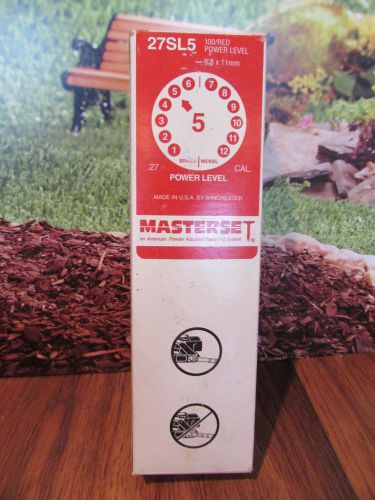 27SL5 100/RED
POWER LEVEL
6.8 x 11mm
6 7
5 8
4 9
3 5 10
2 11
1 12
BRASS NICKEL
.27 CAL.
POWER LEVEL
MADE IN U.S.A. BY WINCHESTER
MASTERSET®
an American Powder Actuated Fastening System